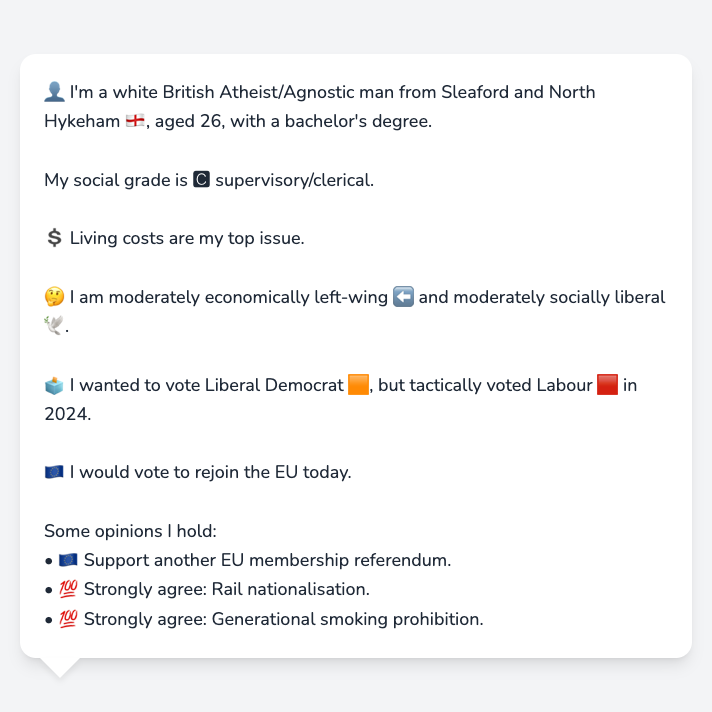 👤 I'm a white British Atheist/Agnostic man from Sleaford and North
Hykeham 🏴󠁧󠁢󠁥󠁮󠁧󠁿, aged 26, with a bachelor's degree.
My social grade is 🅲 supervisory/clerical.
💲 Living costs are my top issue.
🤔 I am moderately economically left-wing ⬅️ and moderately socially liberal
🕊️.
🗳️ I wanted to vote Liberal Democrat 🟧, but tactically voted Labour 🟥 in
2024.
🇪🇺 I would vote to rejoin the EU today.
Some opinions I hold:
• 🇪🇺 Support another EU membership referendum.
• 💯 Strongly agree: Rail nationalisation.
• 💯 Strongly agree: Generational smoking prohibition.